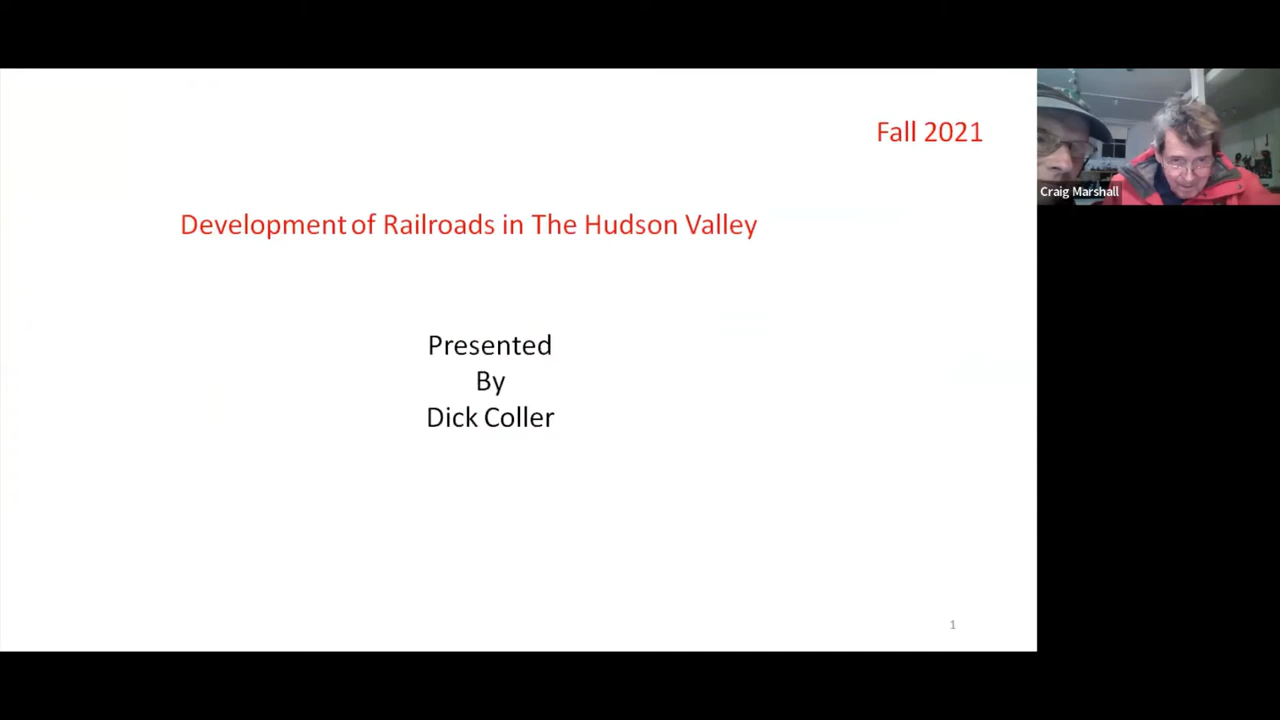 Fall 2021
Craig Marshall
Development of Railroads in The Hudson Valley
Presented
By
Dick Coller
1